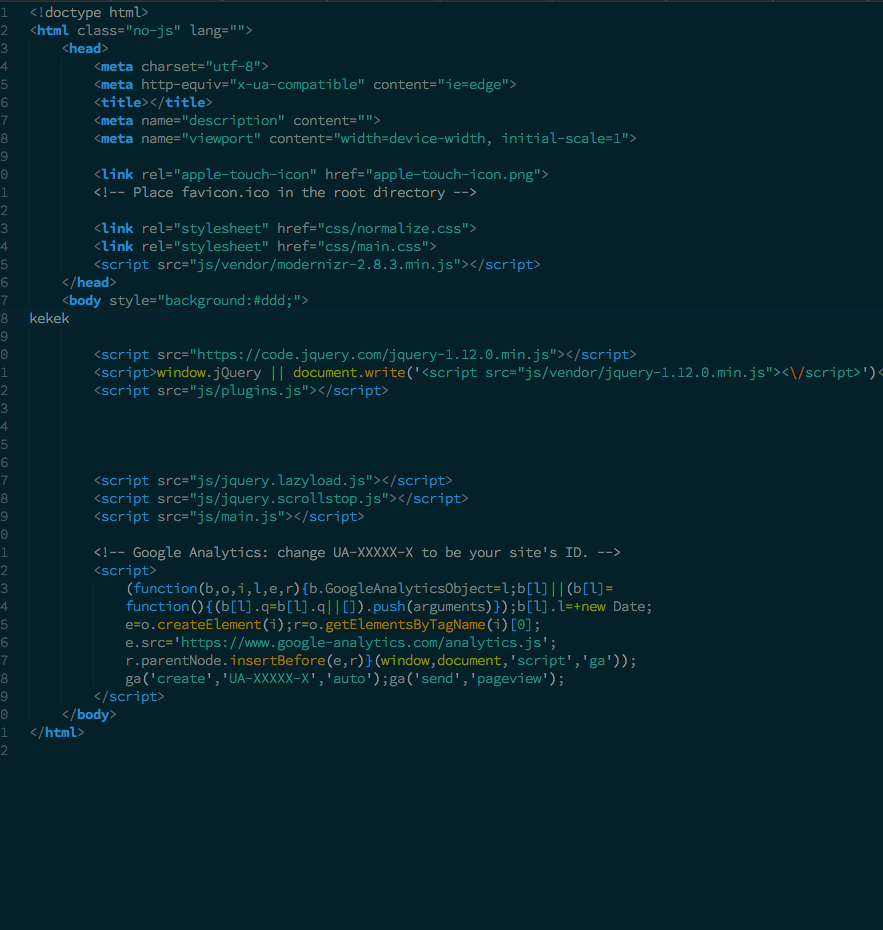 1 <!doctype html>
2 <html class="no-js" lang="">
3 <head>
4 <meta charset="utf-8">
5 <meta http-equiv="x-ua-compatible" content="ie=edge">
6 <title></title>
7 <meta name="description" content="">
8 <meta name="viewport" content="width=device-width, initial-scale=1">
9
0 <link rel="apple-touch-icon" href="apple-touch-icon.png">
1 <!-- Place favicon.ico in the root directory -->
2
3 <link rel="stylesheet" href="css/normalize.css">
4 <link rel="stylesheet" href="css/main.css">
5 <script src="js/vendor/modernizr-2.8.3.min.js"></script>
6 </head>
7 <body style="background:#ddd;">
8 kekek
9
0 <script src="https://code.jquery.com/jquery-1.12.0.min.js"></script>
1 <script>window.jQuery || document.write('<script src="js/vendor/jquery-1.12.0.min.js"><\/script>')<
2 <script src="js/plugins.js"></script>
3
4
5
6
7 <script src="js/jquery.lazyload.js"></script>
8 <script src="js/jquery.scrollstop.js"></script>
9 <script src="js/main.js"></script>
0
1 <!-- Google Analytics: change UA-XXXXX-X to be your site's ID. -->
2 <script>
3 (function(b,o,i,l,e,r){b.GoogleAnalyticsObject=l;b[l]||(b[l]=
4 function(){(b[l].q=b[l].q||[]).push(arguments)});b[l].l=+new Date;
5 e=o.createElement(i);r=o.getElementsByTagName(i)[0];
6 e.src='https://www.google-analytics.com/analytics.js';
7 r.parentNode.insertBefore(e,r)}(window,document,'script','ga'));
8 ga('create','UA-XXXXX-X','auto');ga('send','pageview');
9 </script>
0 </body>
1 </html>
2